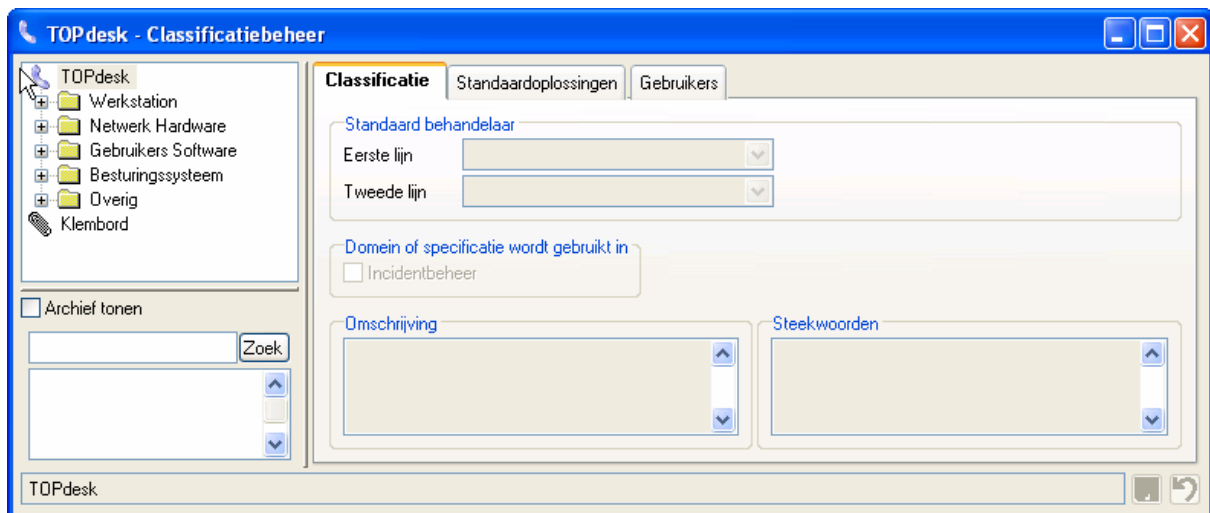 TOPdesk - Classificatiebeheer
TOPdesk
Werkstation
Netwerk Hardware
Gebruikers Software
Besturingssysteem
Overig
Klembord
Archief tonen
Zoek
Classificatie Standaardoplossingen Gebruikers
Standaard behandelaar
Eerste lijn
Tweede lijn
Domein of specificatie wordt gebruikt in
Incidentbeheer
Omschrijving Steekwoorden
TOPdesk